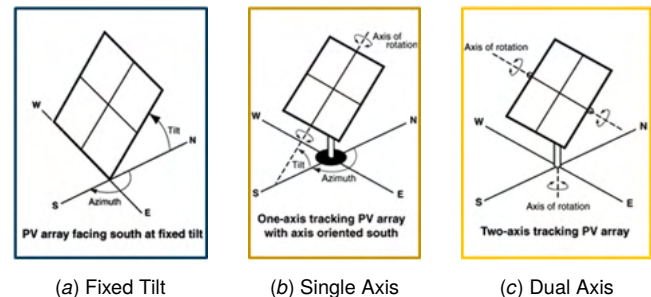 W
N
Tilt
S
Azimuth
E
PV array facing south at fixed tilt
(a) Fixed Tilt
Axis of
rotation
W
N
Tilt
S
Azimuth
E
One-axis tracking PV array
with axis oriented south
(b) Single Axis
Axis of rotation
W
N
S
E
Axis of rotation
Two-axis tracking PV array
(c) Dual Axis